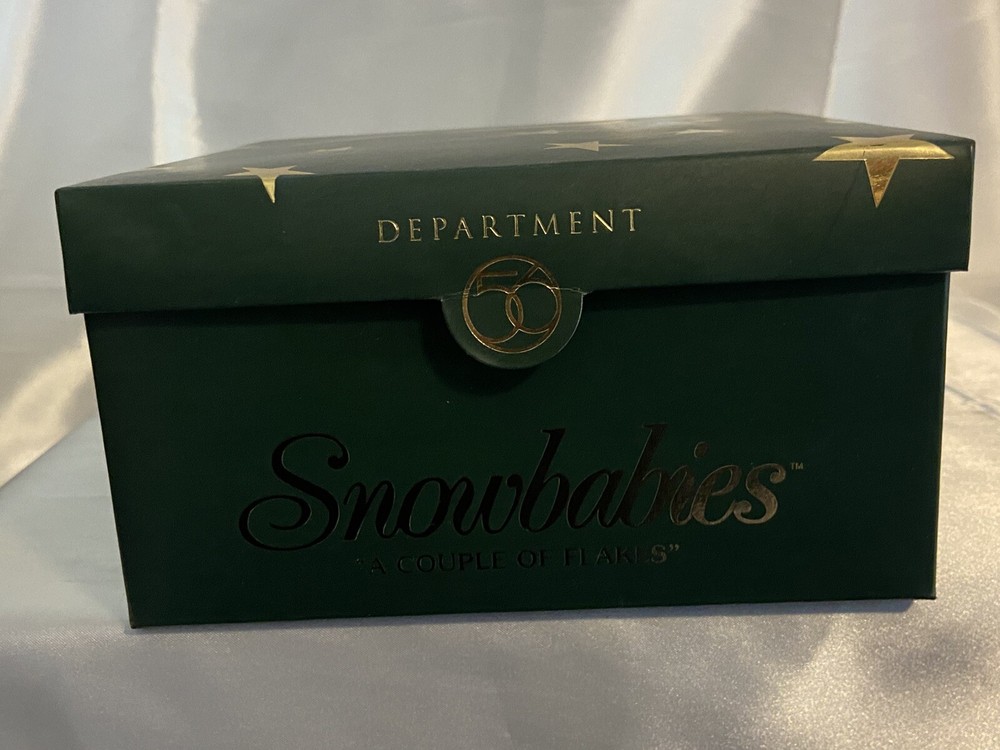 DEPARTMENT
56
Snowbabies™
"A COUPLE OF FLAKES"